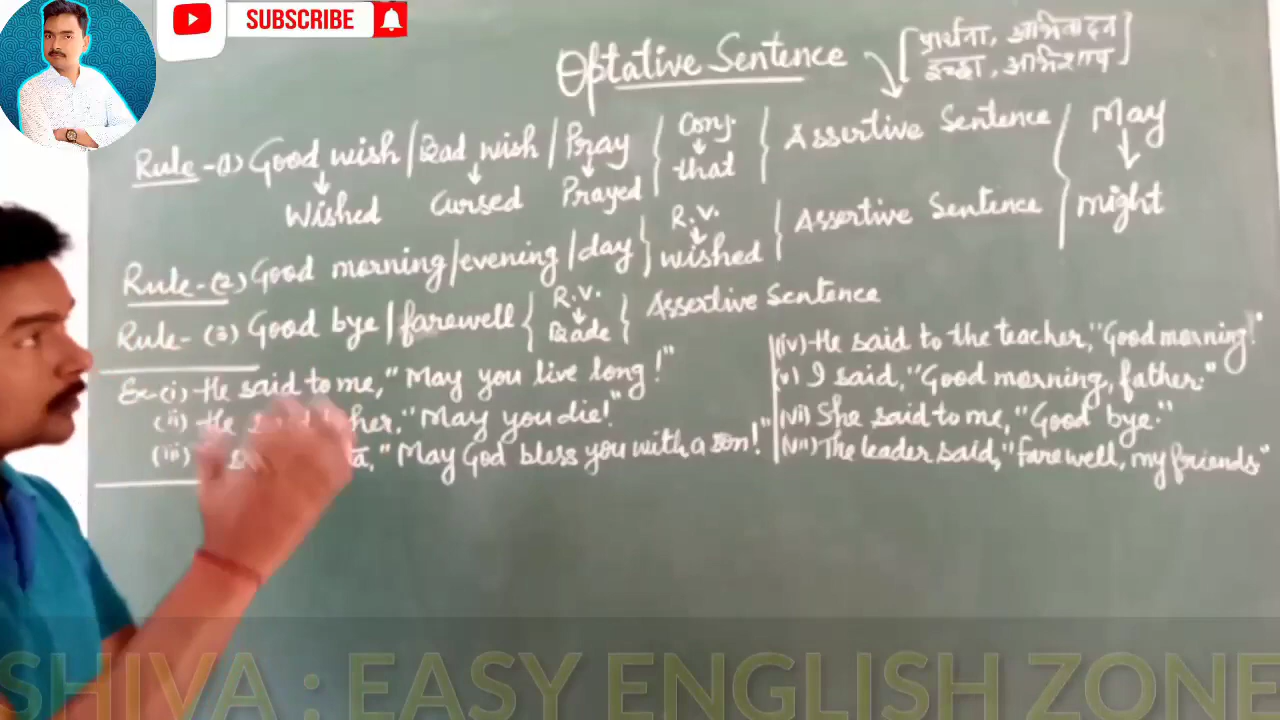 SUBSCRIBE
Optative Sentence [प्रार्थना, अभिवादन
इच्छा, अभिशाप]
Rule-(1) Good wish / Bad wish / Pray { Conj. that } Assertive Sentence { May
Wished Cursed Prayed might
Rule-(2) Good morning/evening/day } R.V. wished } Assertive Sentence
Rule-(3) Good bye / farewell { R.V. Bade } Assertive Sentence
Ex-(i) He said to me, "May you live long!"
(ii) He her, "May you die!"
(iii) "May God bless you with a son!"
(iv) He said to the teacher, "Good morning!"
(v) I said, "Good morning, father."
(vi) She said to me, "Good bye."
(vii) The leader said, "farewell, my friends"
SHIVA : EASY ENGLISH ZONE